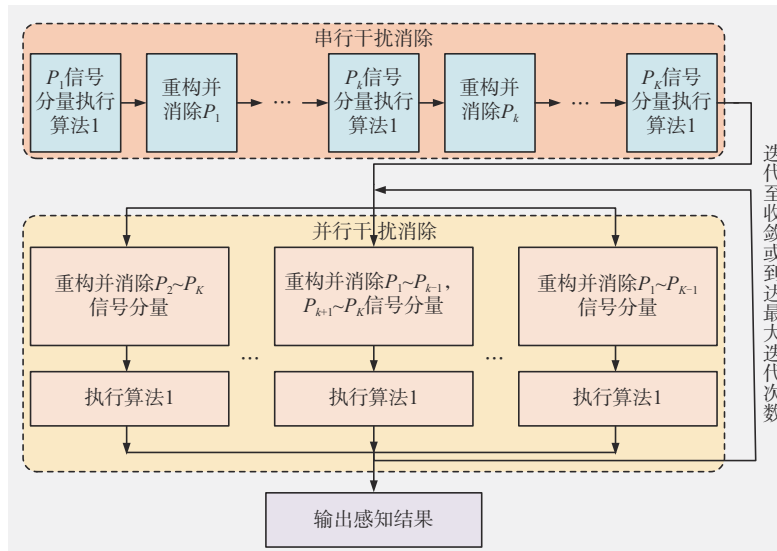 串行干扰消除
P₁信号
分量执行
算法1
重构并
消除P₁
…
Pₖ信号
分量执行
算法1
重构并
消除Pₖ
…
P_K信号
分量执行
算法1
迭代至收敛或到达最大迭代次数
并行干扰消除
重构并消除P₂~P_K
信号分量
重构并消除P₁~Pₖ₋₁,
Pₖ₊₁~P_K信号分量
重构并消除P₁~P_K₋₁
信号分量
…
…
执行算法1
执行算法1
执行算法1
输出感知结果